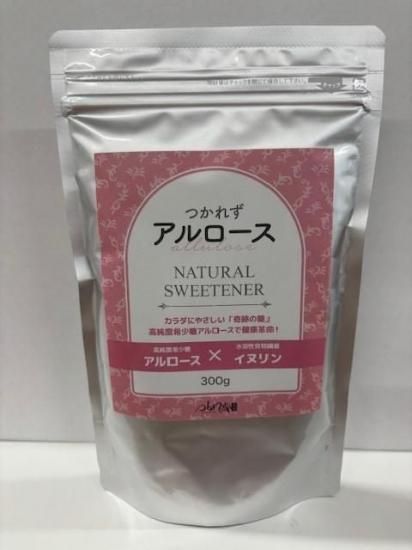 つかれず
アルロース
allulose
NATURAL
SWEETENER
カラダにやさしい「奇跡の糖」
高純度希少糖アルロースで健康革命!
高純度希少糖 水溶性食物繊維
アルロース × イヌリン
300g